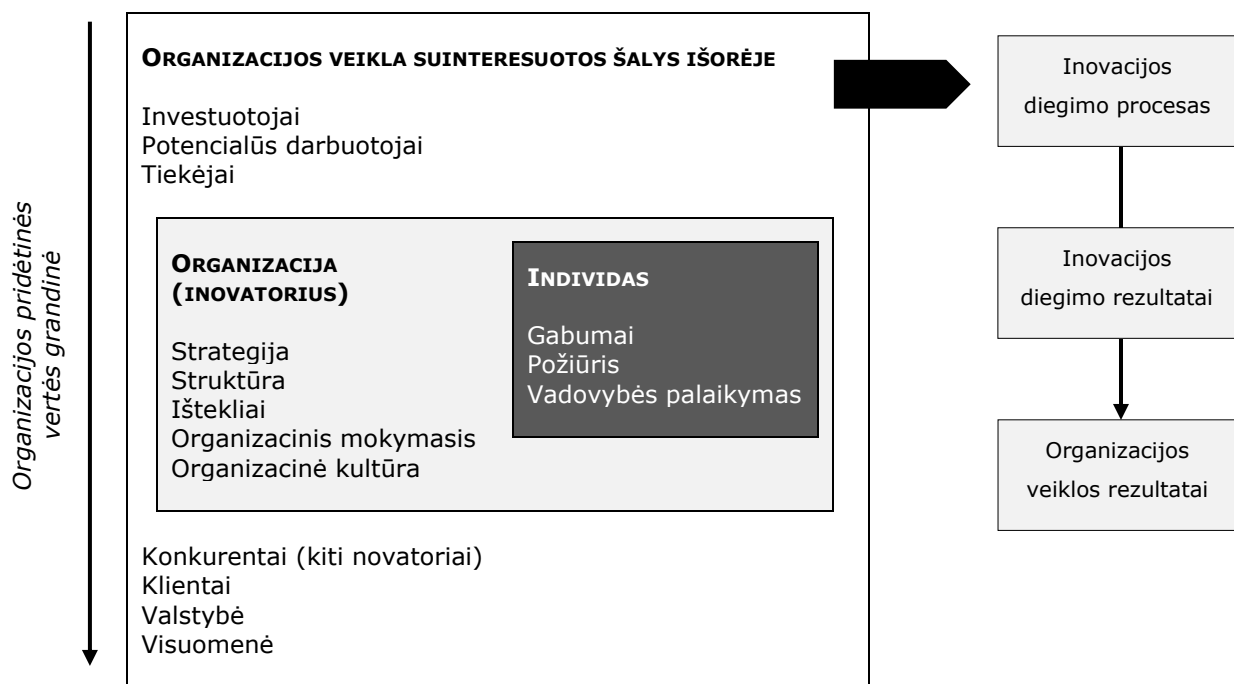 ORGANIZACIJOS VEIKLA SUINTERESUOTOS ŠALYS IŠORĖJE
Investuotojai
Potencialūs darbuotojai
Tiekėjai
Organizacijos pridėtinės
vertės grandinė
ORGANIZACIJA
(INOVATORIUS)
Strategija
Struktūra
Ištekliai
Organizacinis mokymasis
Organizacinė kultūra
INDIVIDAS
Gabumai
Požiūris
Vadovybės palaikymas
Konkurentai (kiti novatoriai)
Klientai
Valstybė
Visuomenė
Inovacijos
diegimo procesas
Inovacijos
diegimo rezultatai
Organizacijos
veiklos rezultatai